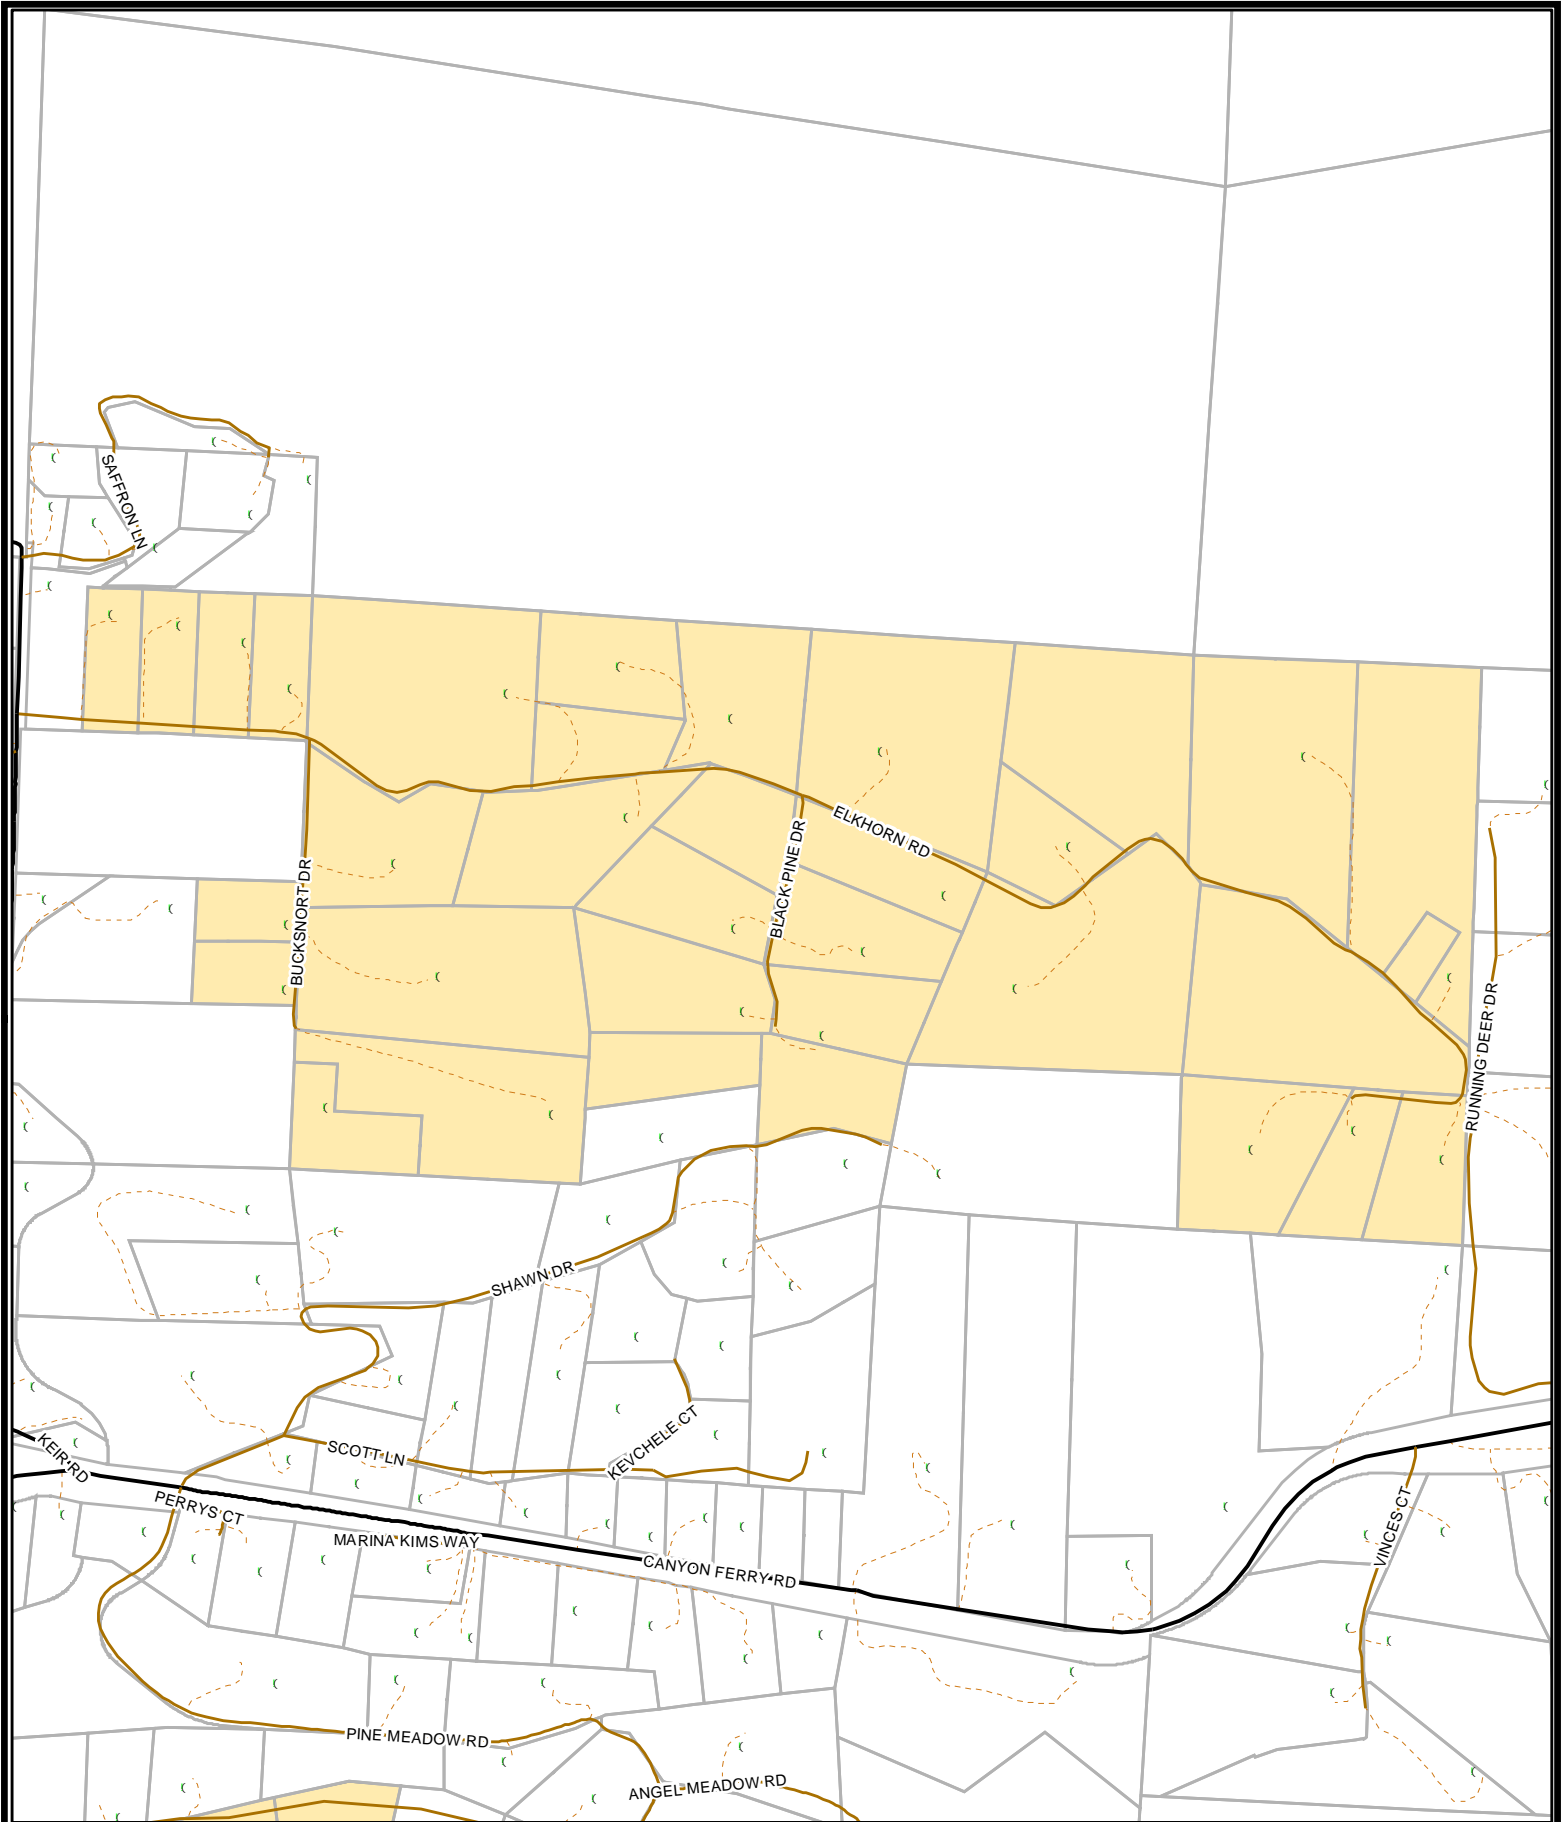 SAFFRON LN
ELKHORN RD
BLACK PINE DR
BUCKSNORT DR
RUNNING DEER DR
SHAWN DR
KEVCHELE CT
SCOTT LN
KEIR RD
PERRYS CT
MARINA KIMS WAY
CANYON FERRY RD
VINCES CT
PINE MEADOW RD
ANGEL MEADOW RD